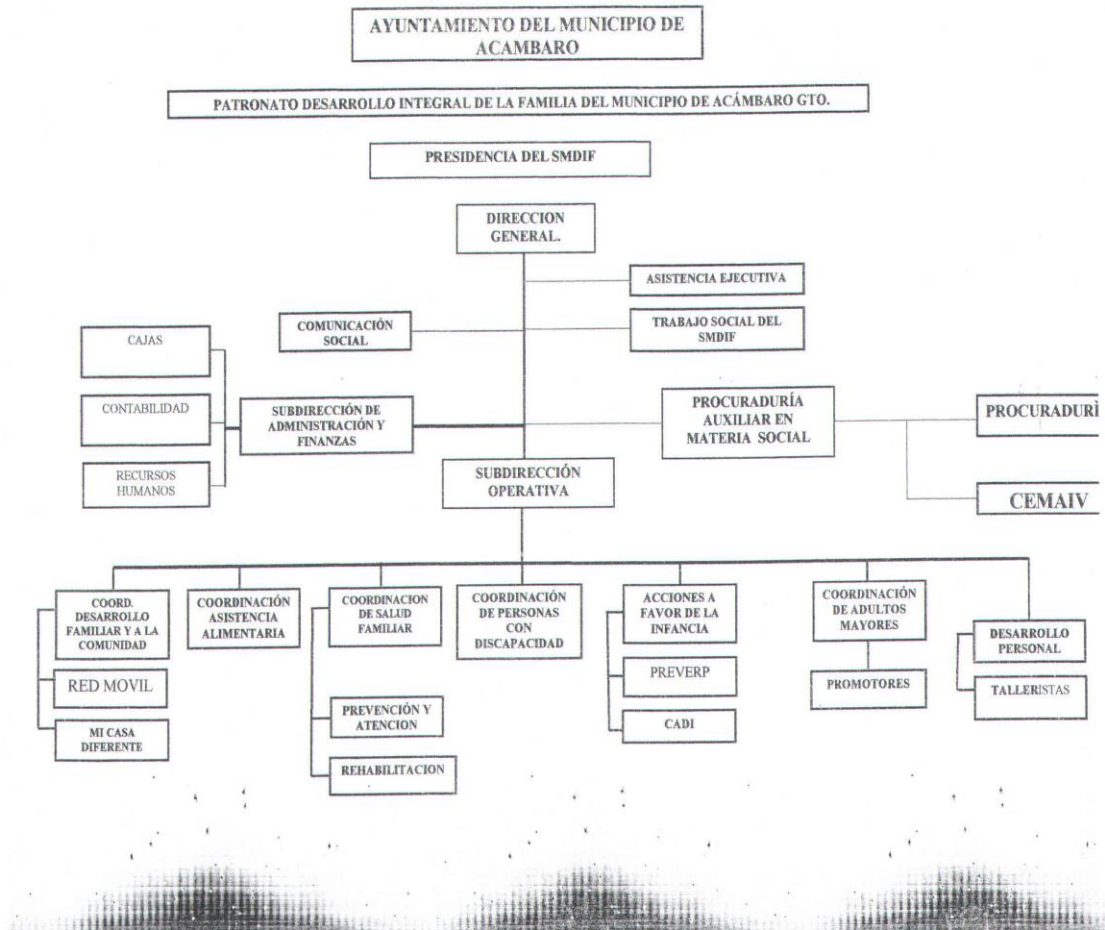 AYUNTAMIENTO DEL MUNICIPIO DE
ACAMBARO
PATRONATO DESARROLLO INTEGRAL DE LA FAMILIA DEL MUNICIPIO DE ACÁMBARO GTO.
PRESIDENCIA DEL SMDIF
DIRECCION
GENERAL.
ASISTENCIA EJECUTIVA
COMUNICACIÓN
SOCIAL
TRABAJO SOCIAL DEL
SMDIF
CAJAS
CONTABILIDAD
RECURSOS
HUMANOS
SUBDIRECCIÓN DE
ADMINISTRACIÓN Y
FINANZAS
PROCURADURÍA
AUXILIAR EN
MATERIA SOCIAL
CEMAIV
SUBDIRECCIÓN
OPERATIVA
COORD.
DESARROLLO
FAMILIAR Y A LA
COMUNIDAD
RED MOVIL
MI CASA
DIFERENTE
COORDINACIÓN
ASISTENCIA
ALIMENTARIA
COORDINACION
DE SALUD
FAMILIAR
PREVENCIÓN Y
ATENCION
REHABILITACION
COORDINACIÓN
DE PERSONAS
CON
DISCAPACIDAD
ACCIONES A
FAVOR DE LA
INFANCIA
PREVERP
CADI
COORDINACIÓN
DE ADULTOS
MAYORES
PROMOTORES
DESARROLLO
PERSONAL
TALLERISTAS